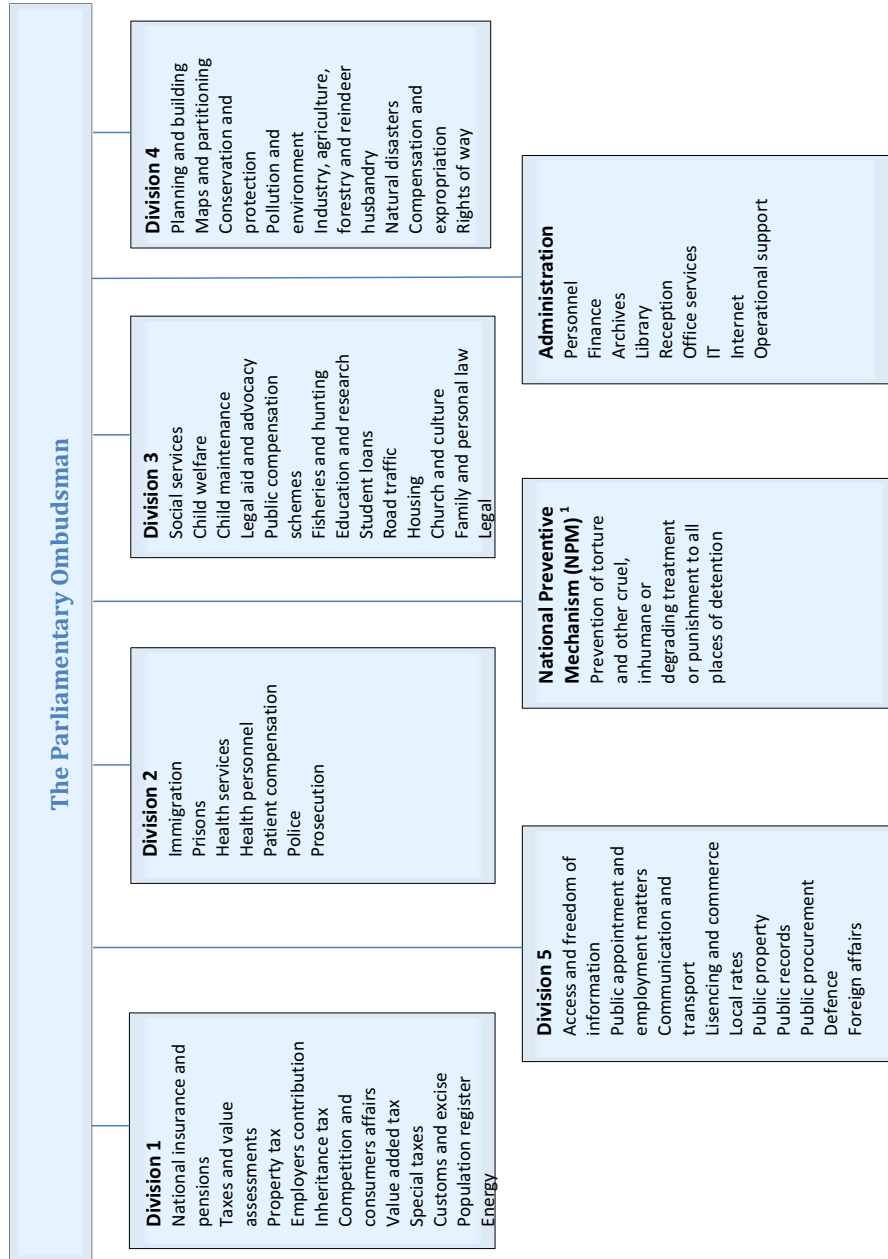 The Parliamentary Ombudsman
Division 1
National insurance and
pensions
Taxes and value
assessments
Property tax
Employers contribution
Inheritance tax
Competition and
consumers affairs
Value added tax
Special taxes
Customs and excise
Population register
Energy
Division 2
Immigration
Prisons
Health services
Health personnel
Patient compensation
Police
Prosecution
Division 3
Social services
Child welfare
Child maintenance
Legal aid and advocacy
Public compensation
schemes
Fisheries and hunting
Education and research
Student loans
Road traffic
Housing
Church and culture
Family and personal law
Legal
Division 4
Planning and building
Maps and partitioning
Conservation and
protection
Pollution and
environment
Industry, agriculture,
forestry and reindeer
husbandry
Natural disasters
Compensation and
expropriation
Rights of way
Division 5
Access and freedom of
information
Public appointment and
employment matters
Communication and
transport
Lisencing and commerce
Local rates
Public property
Public records
Public procurement
Defence
Foreign affairs
National Preventive
Mechanism (NPM) ¹
Prevention of torture
and other cruel,
inhumane or
degrading treatment
or punishment to all
places of detention
Administration
Personnel
Finance
Archives
Library
Reception
Office services
IT
Internet
Operational support